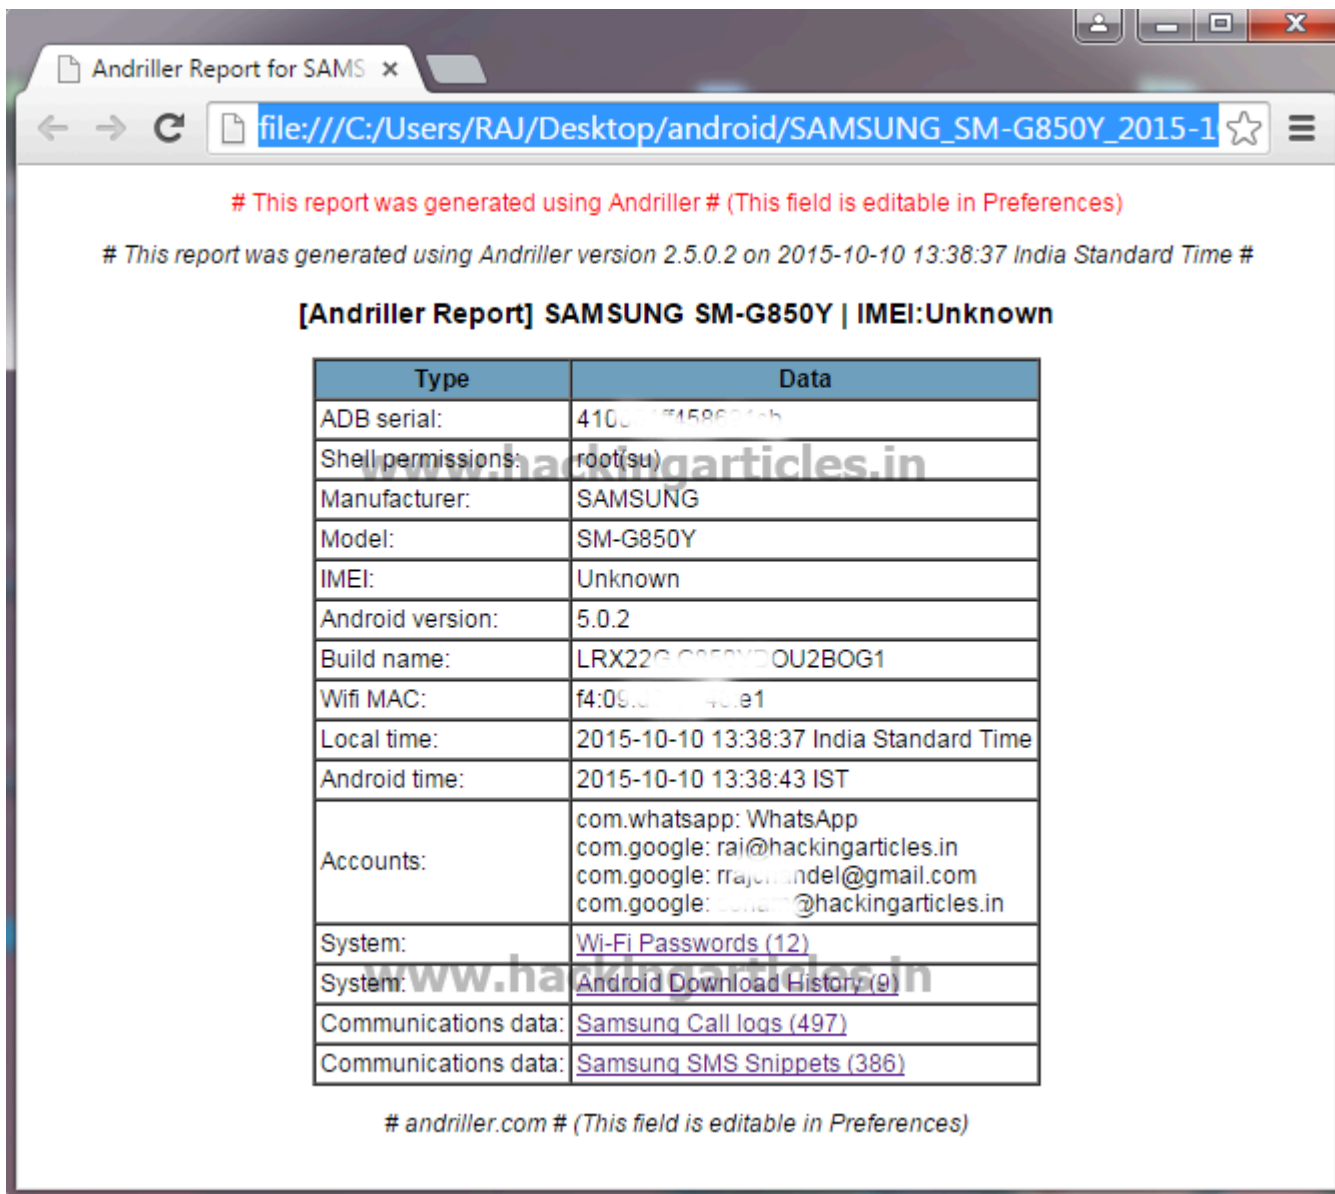 Andriller Report for SAMS
file:///C:/Users/RAJ/Desktop/android/SAMSUNG_SM-G850Y_2015-1
# This report was generated using Andriller # (This field is editable in Preferences)
# This report was generated using Andriller version 2.5.0.2 on 2015-10-10 13:38:37 India Standard Time #
[Andriller Report] SAMSUNG SM-G850Y | IMEI:Unknown
Type Data
ADB serial:
Shell permissions: root(su)
www.hackingarticles.in
Manufacturer: SAMSUNG
Model: SM-G850Y
IMEI: Unknown
Android version: 5.0.2
Build name:
Wifi MAC:
Local time: 2015-10-10 13:38:37 India Standard Time
Android time: 2015-10-10 13:38:43 IST
Accounts: com.whatsapp: WhatsApp
com.google: raj@hackingarticles.in
com.google:
com.google: @hackingarticles.in
System: Wi-Fi Passwords (12)
System: Android Download History (9)
www.hackingarticles.in
Communications data: Samsung Call logs (497)
Communications data: Samsung SMS Snippets (386)
# andriller.com # (This field is editable in Preferences)